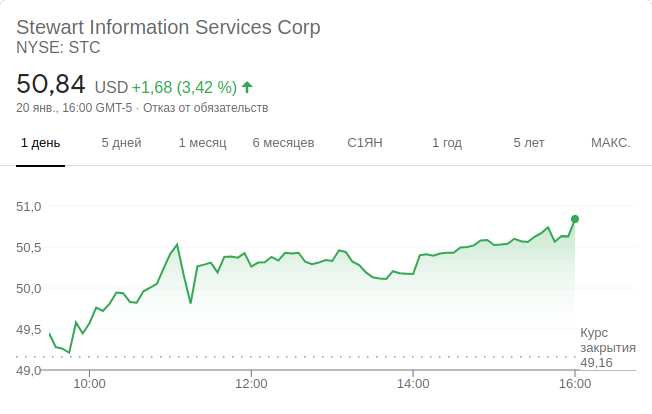 Stewart Information Services Corp
NYSE: STC
50,84 USD +1,68 (3,42 %)
20 янв., 16:00 GMT-5 · Отказ от обязательств
1 день 5 дней 1 месяц 6 месяцев С1ЯН 1 год 5 лет МАКС.
51,0
50,5
50,0
49,5
49,0
Курс
закрытия
49,16
10:00 12:00 14:00 16:00